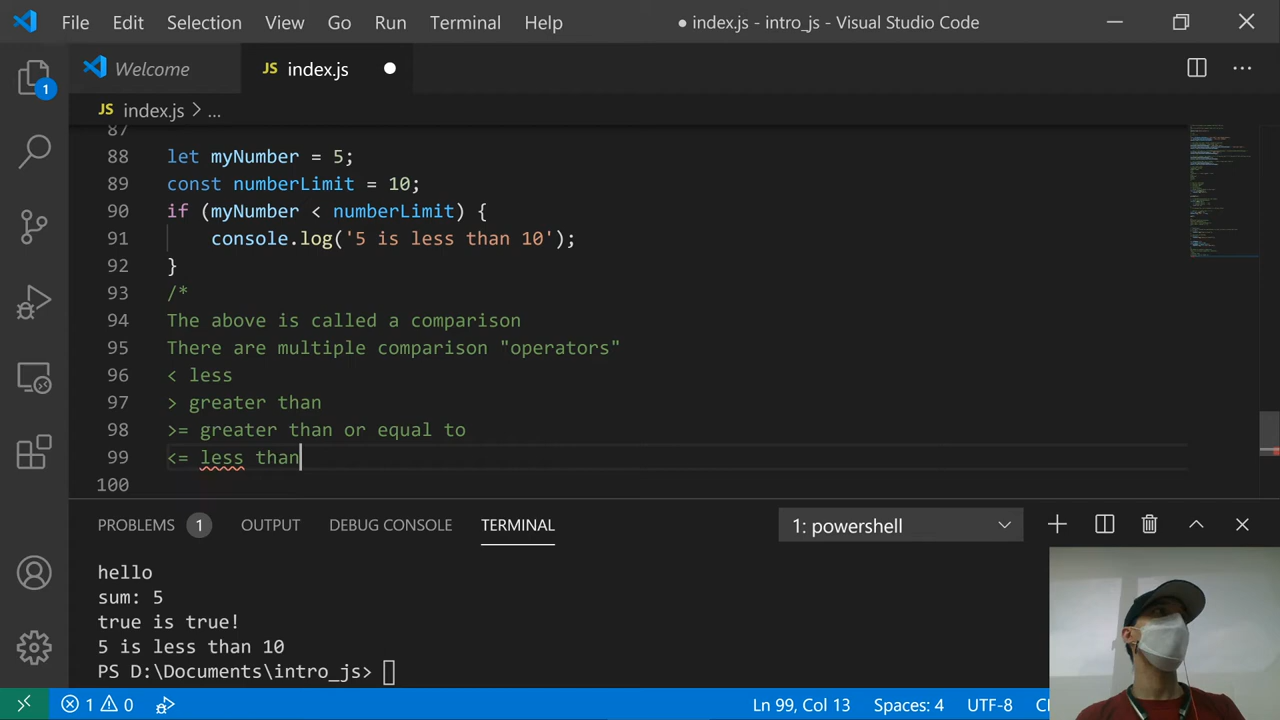 File Edit Selection View Go Run Terminal Help ● index.js - intro_js - Visual Studio Code
Welcome JS index.js
JS index.js > ...
87
88 let myNumber = 5;
89 const numberLimit = 10;
90 if (myNumber < numberLimit) {
91 console.log('5 is less than 10');
92 }
93 /*
94 The above is called a comparison
95 There are multiple comparison "operators"
96 < less
97 > greater than
98 >= greater than or equal to
99 <= less than
100
1
PROBLEMS 1 OUTPUT DEBUG CONSOLE TERMINAL 1: powershell
hello
sum: 5
true is true!
5 is less than 10
PS D:\Documents\intro_js>
1 0 Ln 99, Col 13 Spaces: 4 UTF-8